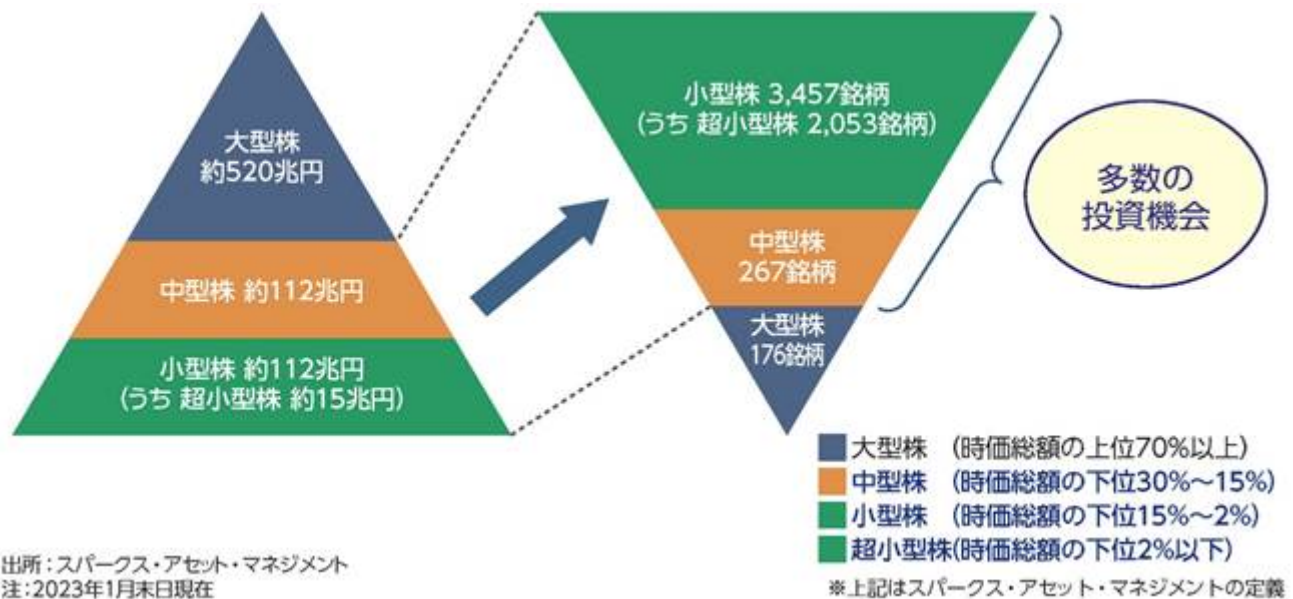 大型株
約520兆円
中型株 約112兆円
小型株 約112兆円
(うち 超小型株 約15兆円)
小型株 3,457銘柄
(うち 超小型株 2,053銘柄)
中型株
267銘柄
大型株
176銘柄
多数の
投資機会
大型株 (時価総額の上位70%以上)
中型株 (時価総額の下位30%~15%)
小型株 (時価総額の下位15%~2%)
超小型株(時価総額の下位2%以下)
※上記はスパークス・アセット・マネジメントの定義
出所:スパークス・アセット・マネジメント
注:2023年1月末日現在